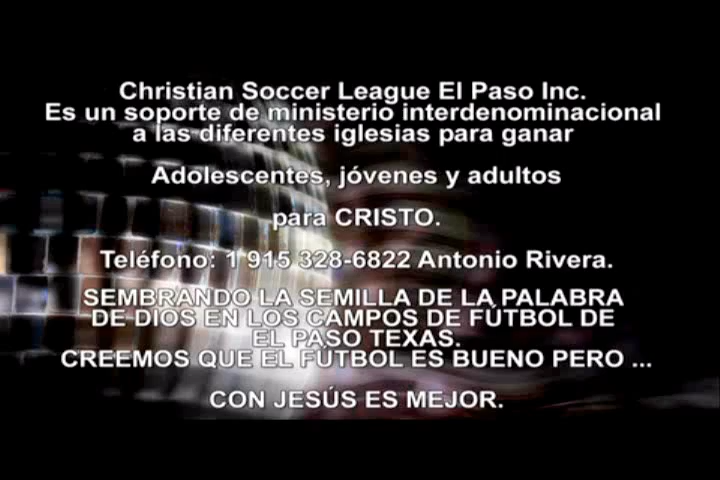 Christian Soccer League El Paso Inc.
Es un soporte de ministerio interdenominacional
a las diferentes iglesias para ganar
Adolescentes, jóvenes y adultos
para CRISTO.
Teléfono: 1 915 328-6822 Antonio Rivera.
SEMBRANDO LA SEMILLA DE LA PALABRA
DE DIOS EN LOS CAMPOS DE FÚTBOL DE
EL PASO TEXAS.
CREEMOS QUE EL FÚTBOL ES BUENO PERO ...
CON JESÚS ES MEJOR.